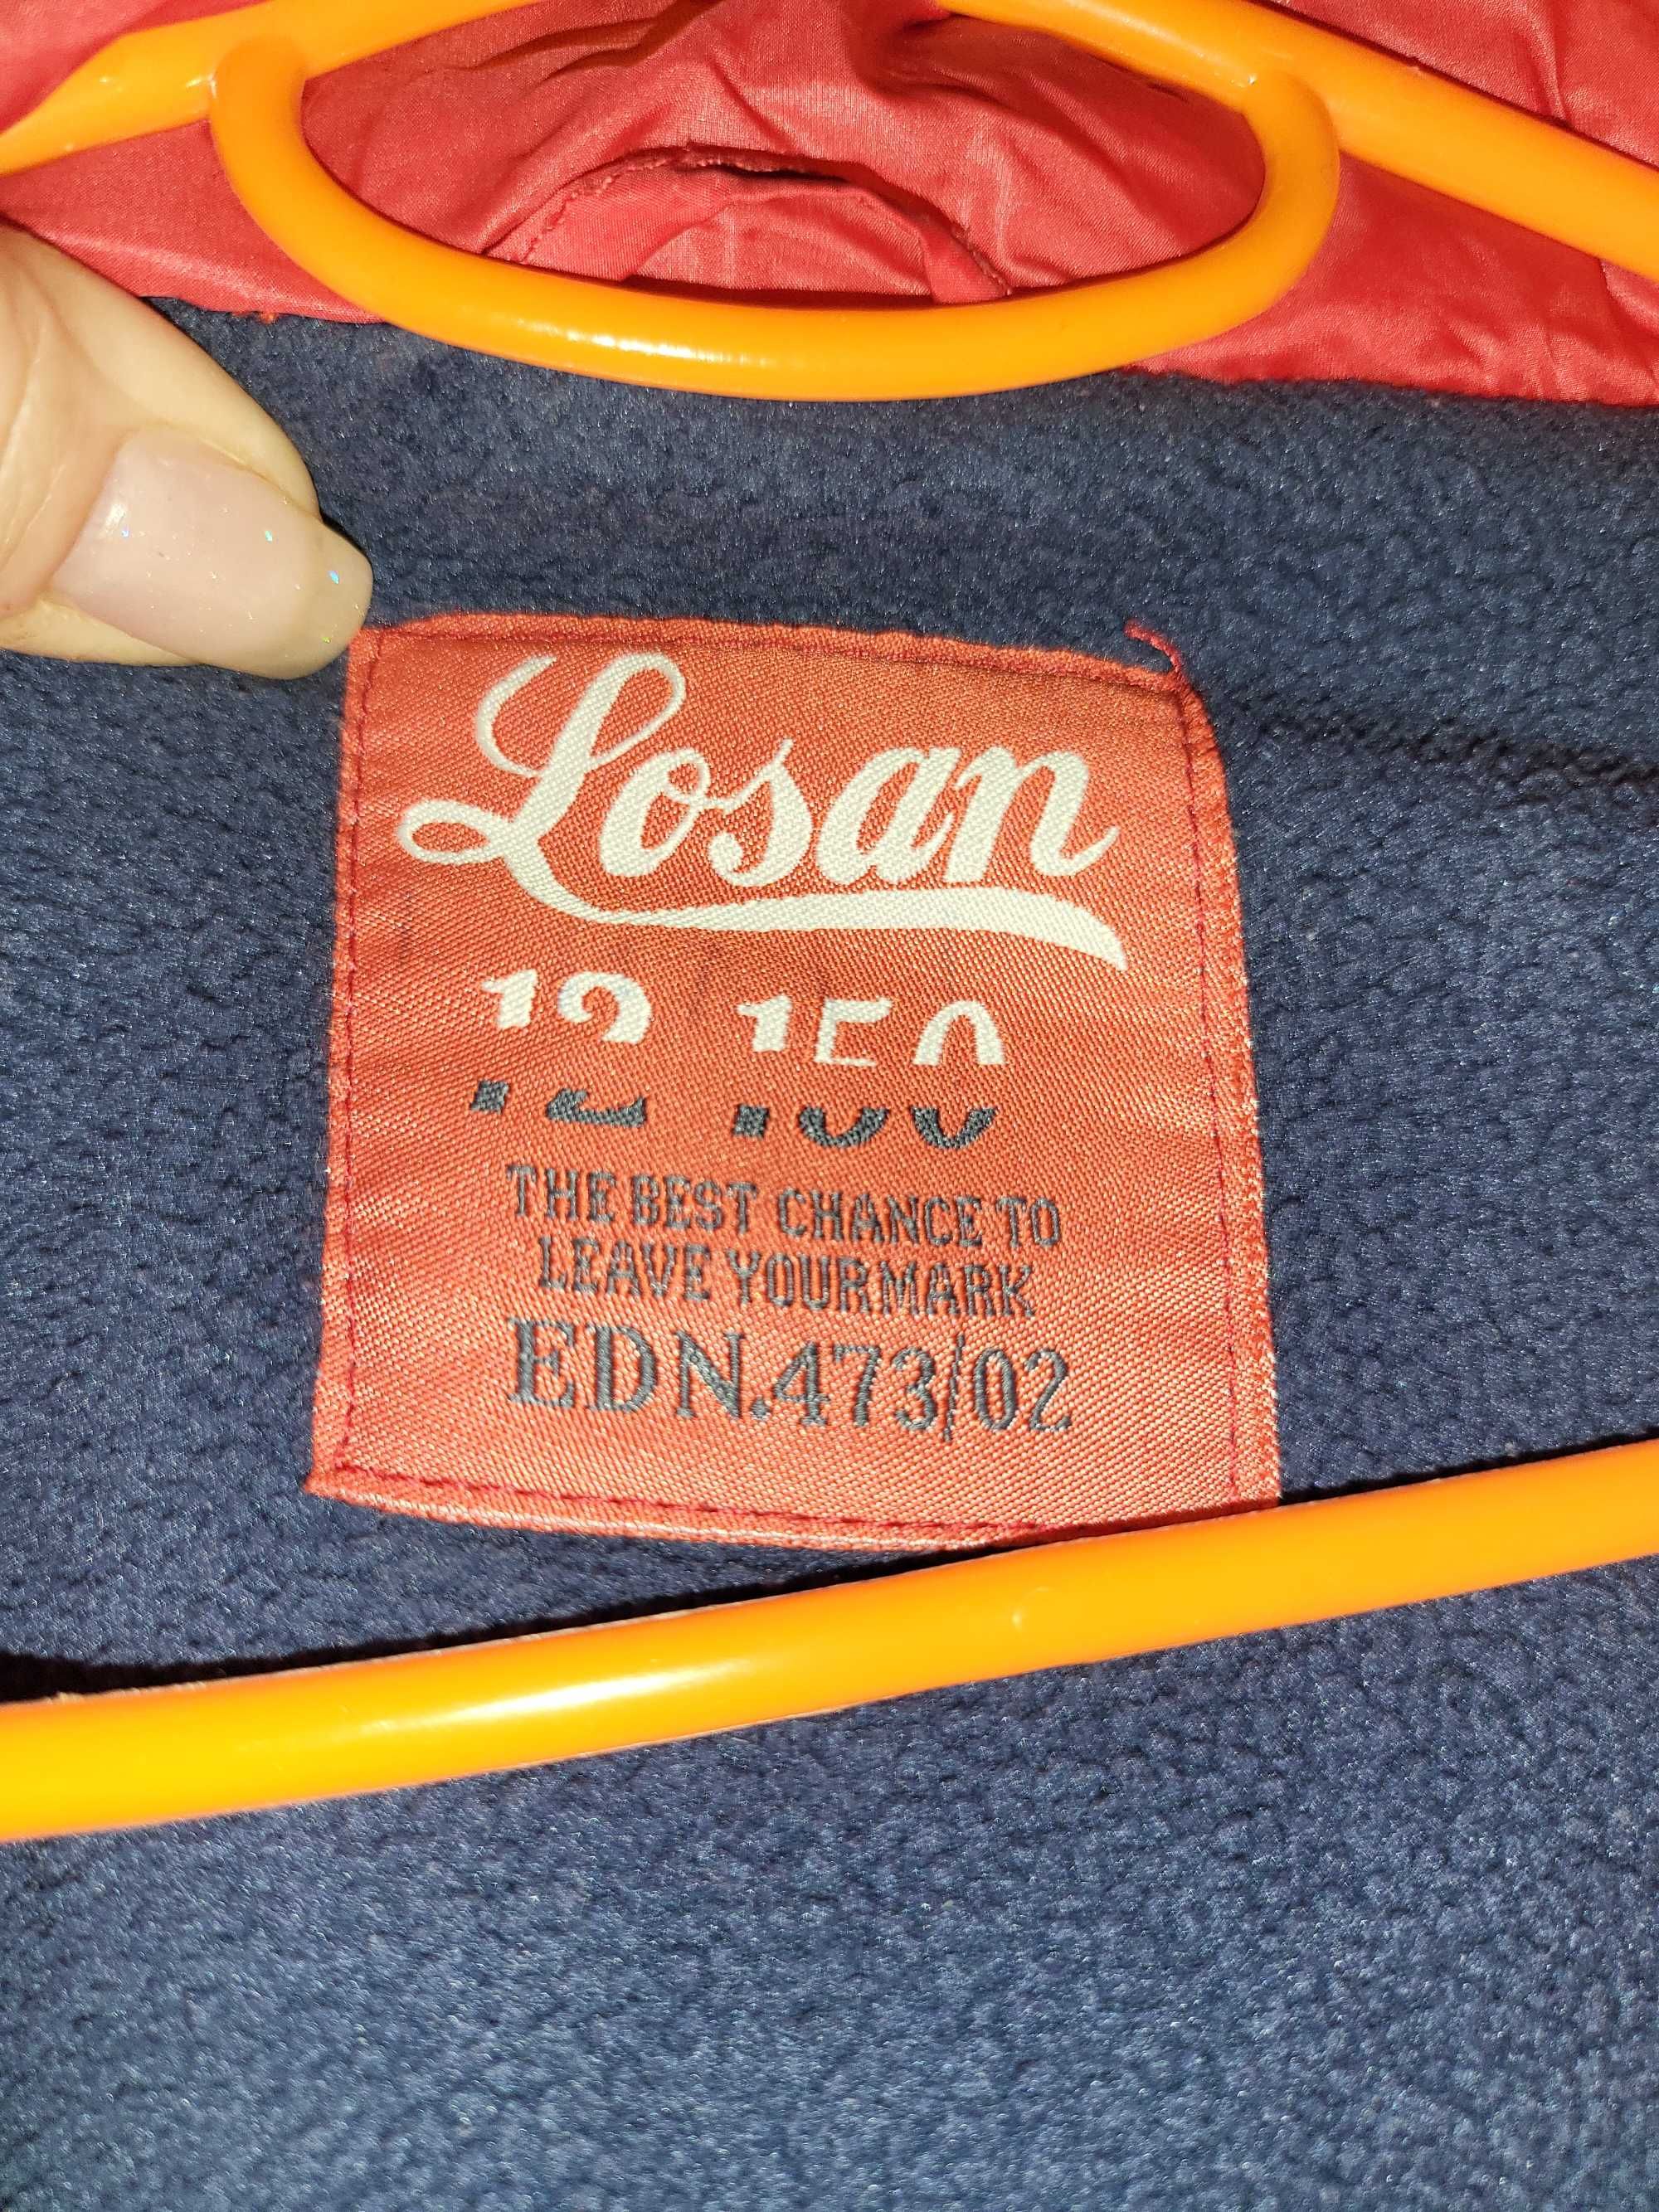 Losan
12 150
THE BEST CHANCE TO
LEAVE YOUR MARK
EDN.473/02